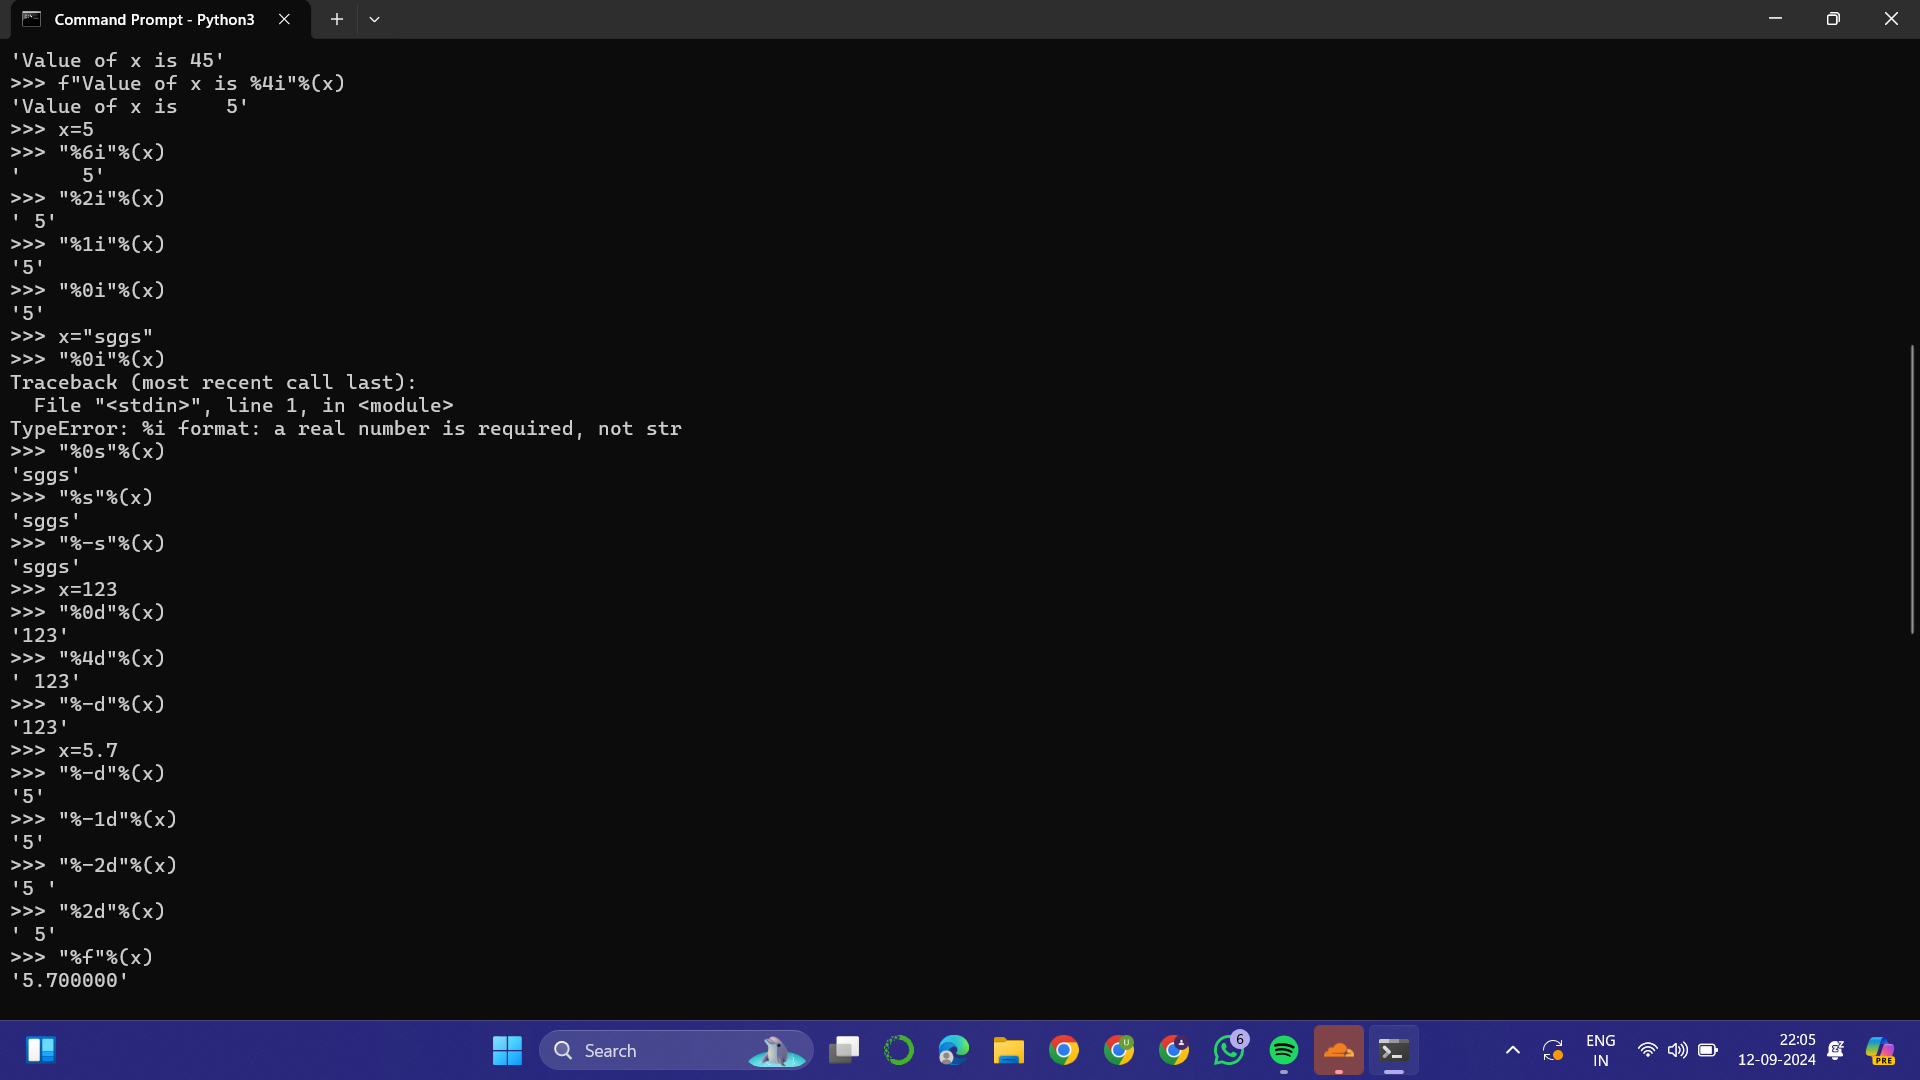 Command Prompt - Python3
'Value of x is 45'
>>> f"Value of x is %4i"%(x)
'Value of x is    5'
>>> x=5
>>> "%6i"%(x)
'     5'
>>> "%2i"%(x)
' 5'
>>> "%1i"%(x)
'5'
>>> "%0i"%(x)
'5'
>>> x="sggs"
>>> "%0i"%(x)
Traceback (most recent call last):
  File "<stdin>", line 1, in <module>
TypeError: %i format: a real number is required, not str
>>> "%0s"%(x)
'sggs'
>>> "%s"%(x)
'sggs'
>>> "%-s"%(x)
'sggs'
>>> x=123
>>> "%0d"%(x)
'123'
>>> "%4d"%(x)
' 123'
>>> "%-d"%(x)
'123'
>>> x=5.7
>>> "%-d"%(x)
'5'
>>> "%-1d"%(x)
'5'
>>> "%-2d"%(x)
'5 '
>>> "%2d"%(x)
' 5'
>>> "%f"%(x)
'5.700000'
Search
U
6
ENG
IN
22:05
12-09-2024
PRE